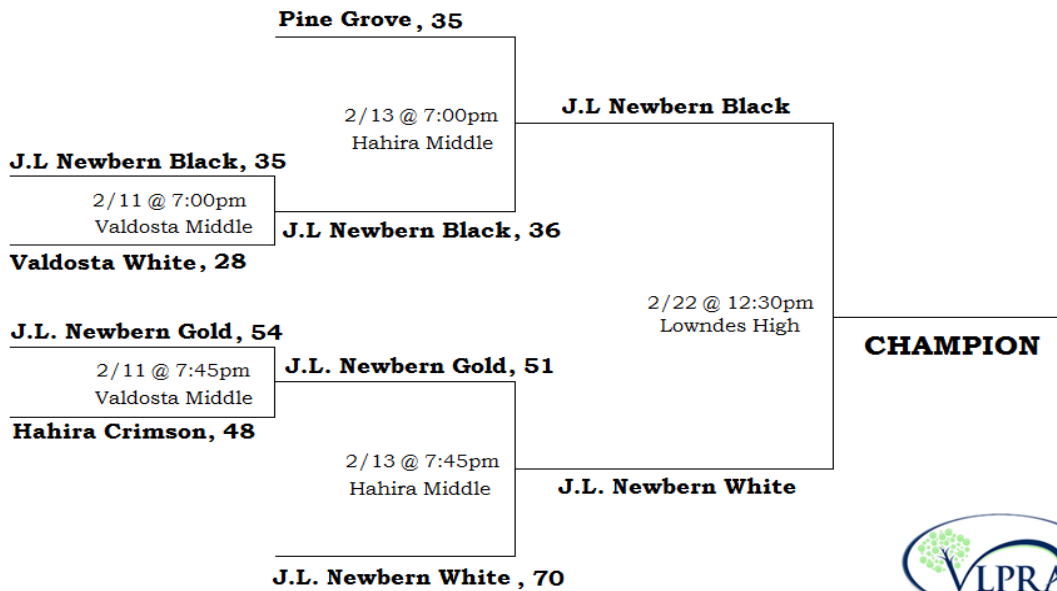 Pine Grove, 35
2/13 @ 7:00pm
Hahira Middle
J.L Newbern Black
J.L Newbern Black, 35
2/11 @ 7:00pm
Valdosta Middle
J.L Newbern Black, 36
Valdosta White, 28
2/22 @ 12:30pm
Lowndes High
CHAMPION
J.L. Newbern Gold, 54
2/11 @ 7:45pm
Valdosta Middle
J.L. Newbern Gold, 51
Hahira Crimson, 48
2/13 @ 7:45pm
Hahira Middle
J.L. Newbern White
J.L. Newbern White , 70
VLPRA